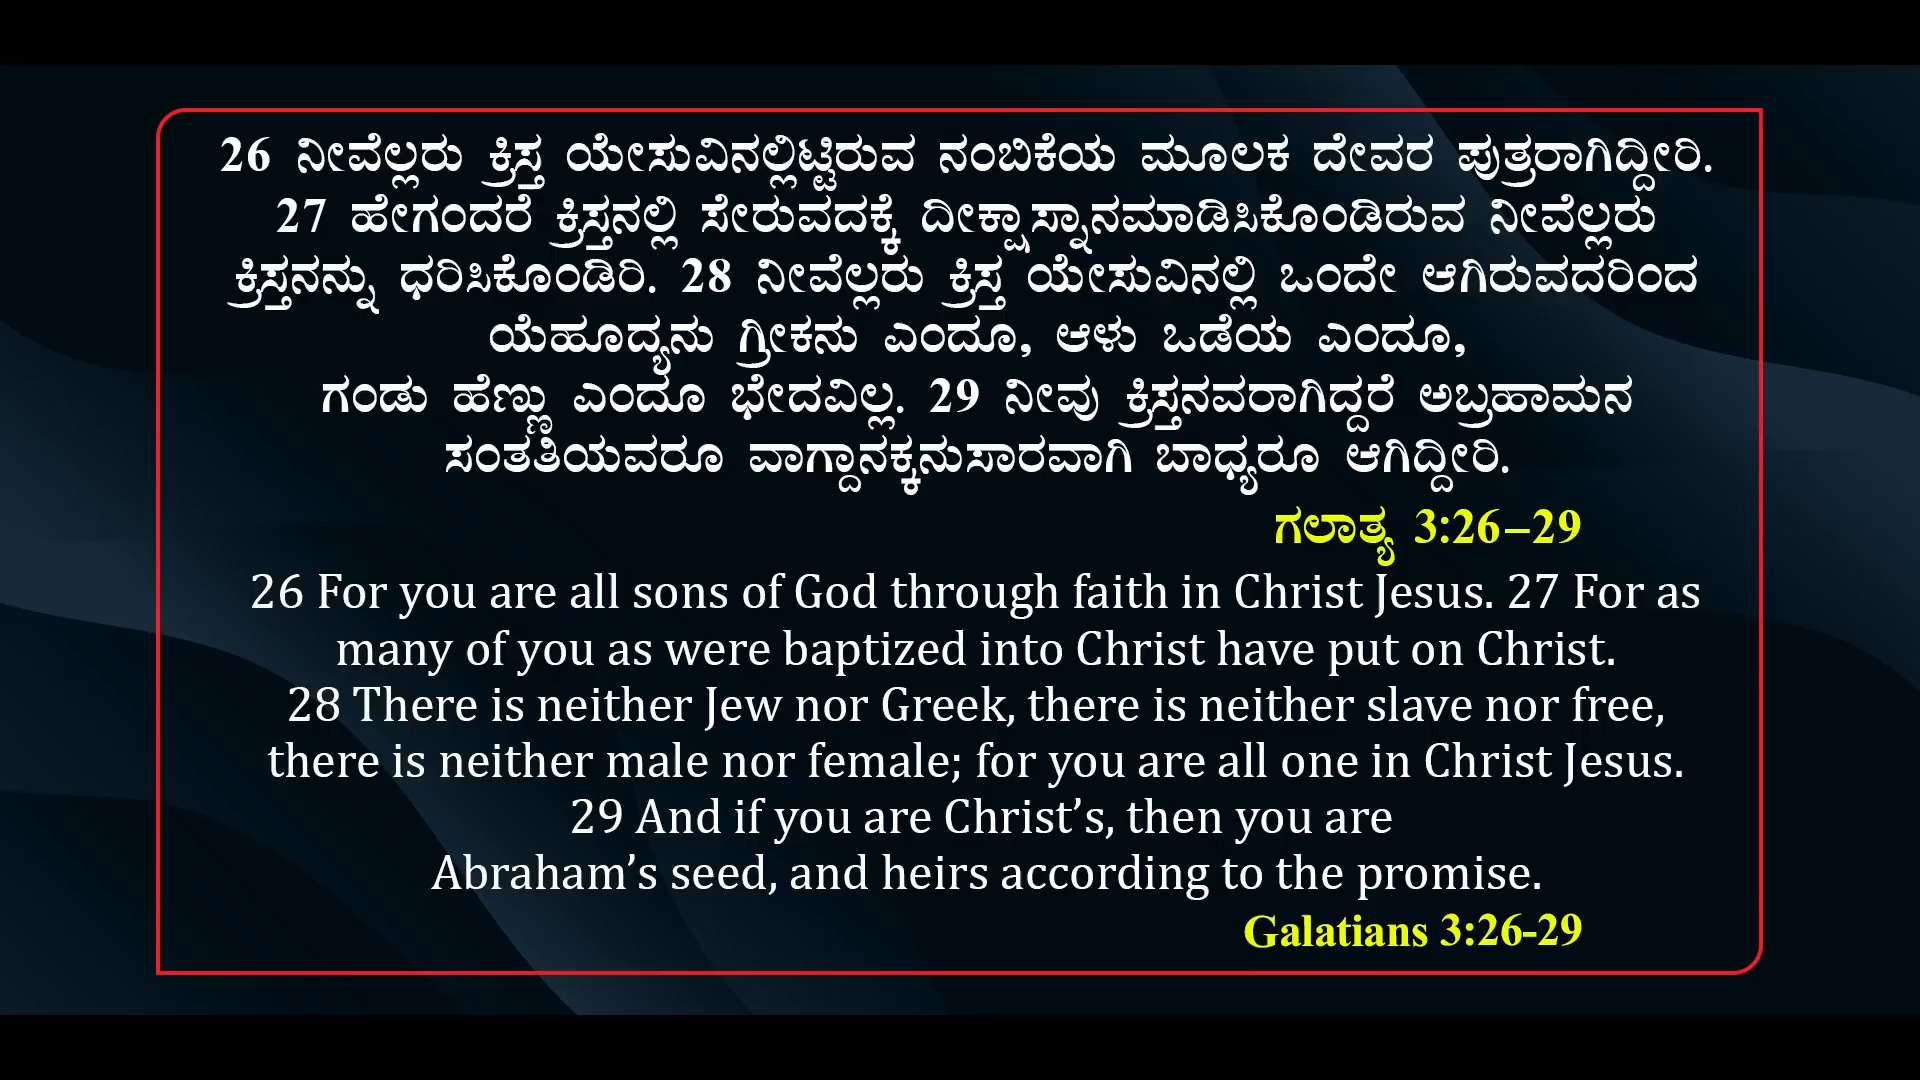 26 ನೀವೆಲ್ಲರು ಕ್ರಿಸ್ತ ಯೇಸುವಿನಲ್ಲಿಟ್ಟಿರುವ ನಂಬಿಕೆಯ ಮೂಲಕ ದೇವರ ಪುತ್ರರಾಗಿದ್ದೀರಿ.
27 ಹೇಗಂದರೆ ಕ್ರಿಸ್ತನಲ್ಲಿ ಸೇರುವದಕ್ಕೆ ದೀಕ್ಷಾಸ್ನಾನಮಾಡಿಸಿಕೊಂಡಿರುವ ನೀವೆಲ್ಲರು
ಕ್ರಿಸ್ತನನ್ನು ಧರಿಸಿಕೊಂಡಿರಿ. 28 ನೀವೆಲ್ಲರು ಕ್ರಿಸ್ತ ಯೇಸುವಿನಲ್ಲಿ ಒಂದೇ ಆಗಿರುವದರಿಂದ
ಯೆಹೂದ್ಯನು ಗ್ರೀಕನು ಎಂದೂ, ಆಳು ಒಡೆಯ ಎಂದೂ,
ಗಂಡು ಹೆಣ್ಣು ಎಂದೂ ಭೇದವಿಲ್ಲ. 29 ನೀವು ಕ್ರಿಸ್ತನವರಾಗಿದ್ದರೆ ಅಬ್ರಹಾಮನ
ಸಂತತಿಯವರೂ ವಾಗ್ದಾನಕ್ಕನುಸಾರವಾಗಿ ಬಾಧ್ಯರೂ ಆಗಿದ್ದೀರಿ.
ಗಲಾತ್ಯ 3:26–29
26 For you are all sons of God through faith in Christ Jesus. 27 For as
many of you as were baptized into Christ have put on Christ.
28 There is neither Jew nor Greek, there is neither slave nor free,
there is neither male nor female; for you are all one in Christ Jesus.
29 And if you are Christ’s, then you are
Abraham’s seed, and heirs according to the promise.
Galatians 3:26-29